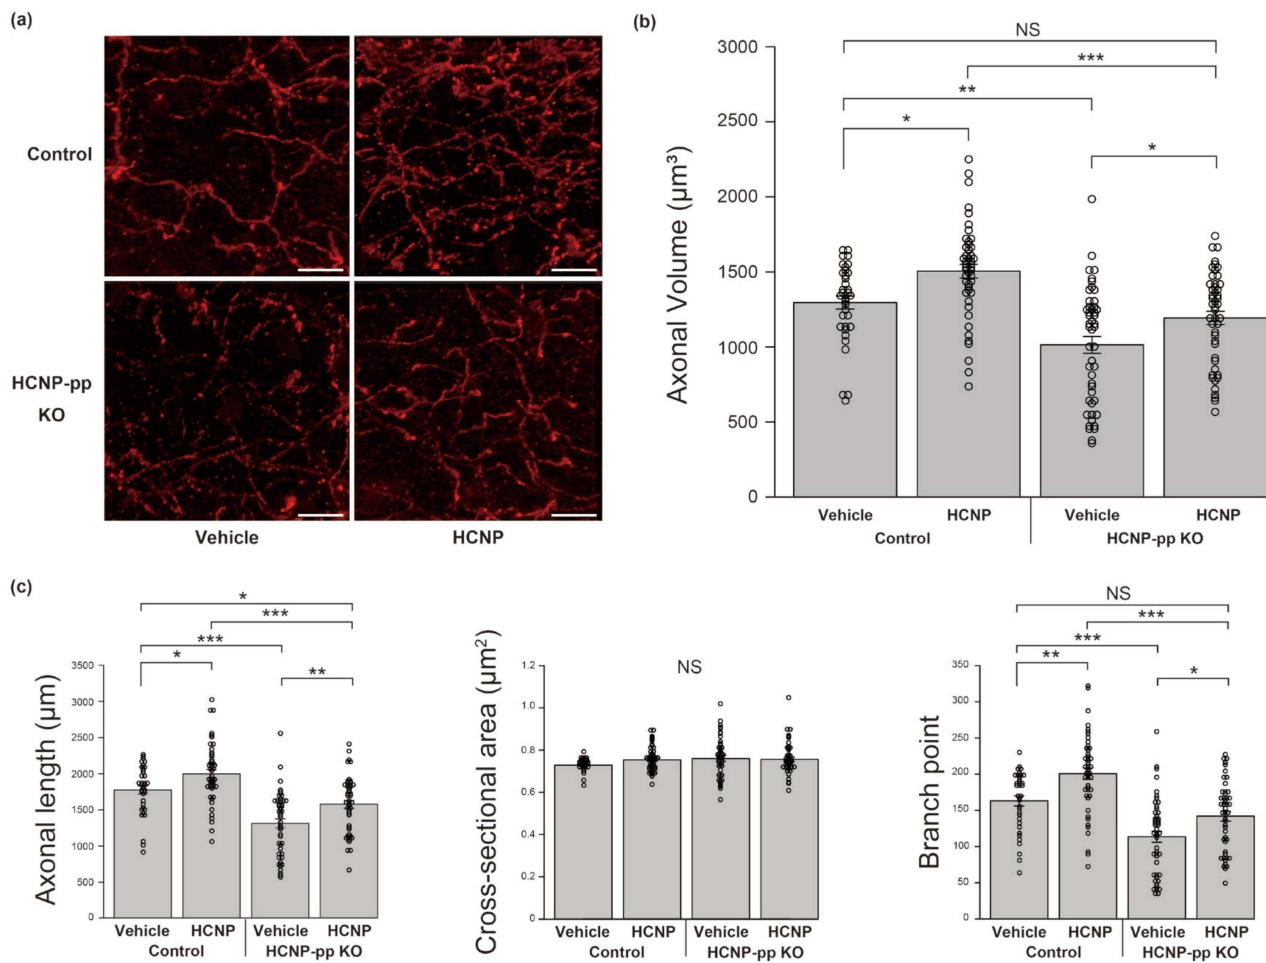 (a)
Control
HCNP-pp
KO
Vehicle
HCNP
(b)
NS
***
**
*
*
Axonal Volume (µm³)
3000
2500
2000
1500
1000
500
0
Vehicle
HCNP
Vehicle
HCNP
Control
HCNP-pp KO
(c)
*
***
***
*
**
Axonal length (µm)
3500
3000
2500
2000
1500
1000
500
0
Vehicle
HCNP
Vehicle
HCNP
Control
HCNP-pp KO
NS
Cross-sectional area (µm²)
1.2
1.0
0.8
0.6
0.4
0.2
0
Vehicle
HCNP
Vehicle
HCNP
Control
HCNP-pp KO
NS
***
***
**
*
Branch point
350
300
250
200
150
100
50
0
Vehicle
HCNP
Vehicle
HCNP
Control
HCNP-pp KO